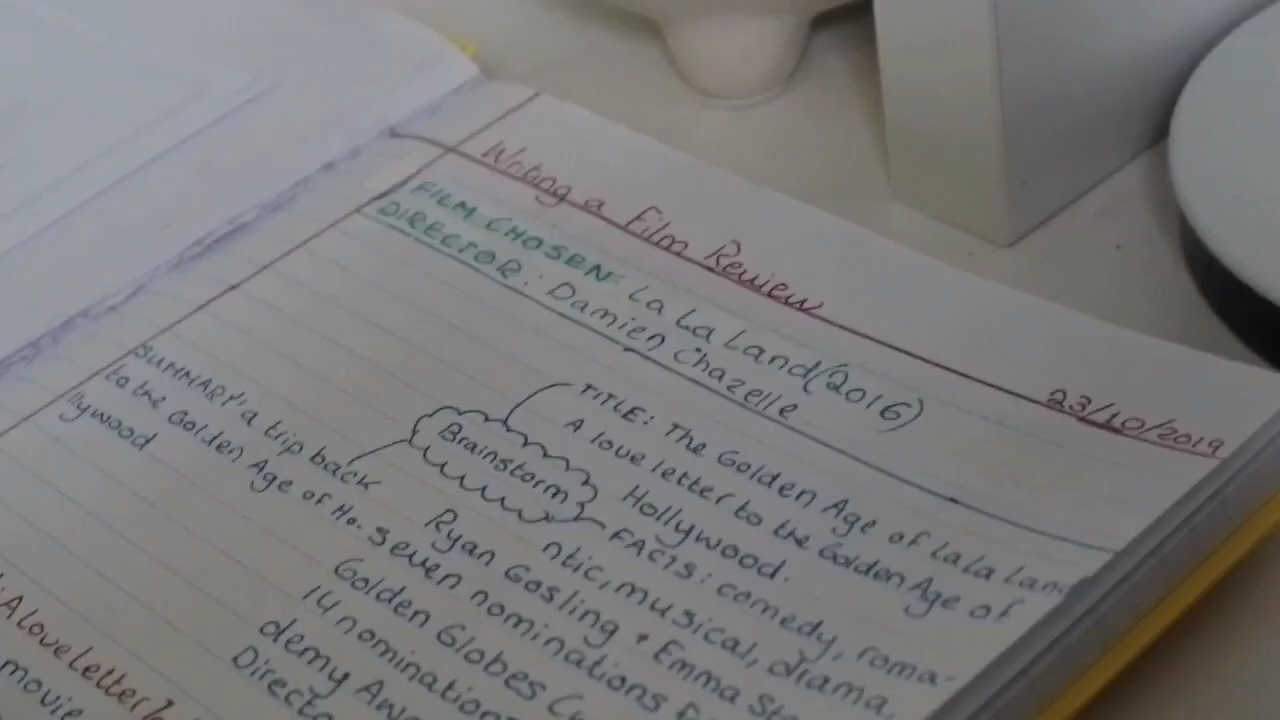 Writing a Film Review
23/10/2019
FILM CHOSEN: La La Land (2016)
DIRECTOR: Damien Chazelle
Brainstorm
TITLE: The Golden Age of La La Land
A love letter to the Golden Age of
Hollywood.
SUMMARY: a trip back
to the Golden Age of Ho-
llywood
FACTS: comedy, roma-
ntic, musical, drama,
Ryan Gosling + Emma
seven nominations
Golden Globes
14 nominations
demy
A love letter
movie